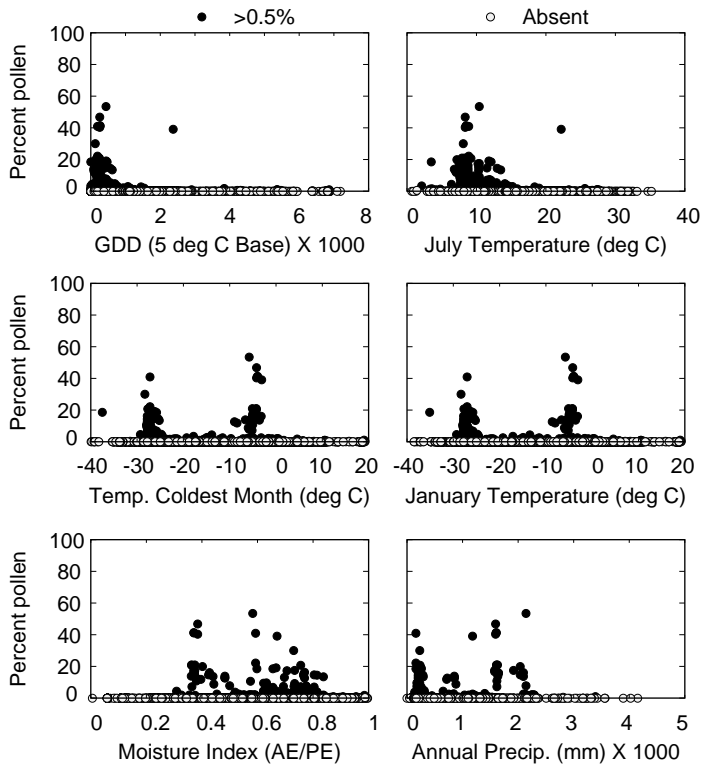 >0.5% Absent
100
80
60
40
20
0
Percent pollen
0 2 4 6 8
GDD (5 deg C Base) X 1000
0 10 20 30 40
July Temperature (deg C)
100
80
60
40
20
0
Percent pollen
-40 -30 -20 -10 0 10 20
Temp. Coldest Month (deg C)
-40 -30 -20 -10 0 10 20
January Temperature (deg C)
100
80
60
40
20
0
Percent pollen
0 0.2 0.4 0.6 0.8 1
Moisture Index (AE/PE)
0 1 2 3 4 5
Annual Precip. (mm) X 1000